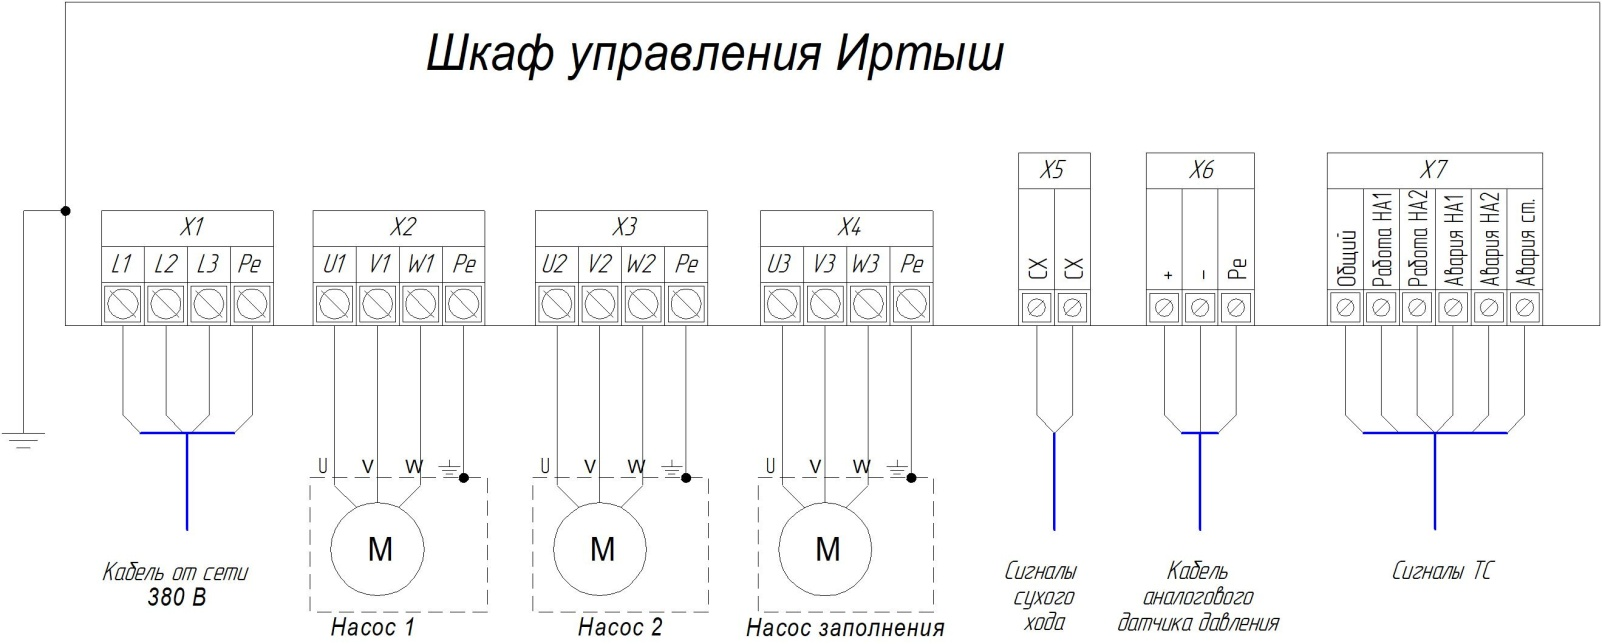 Шкаф управления Иртыш
X1
L1 L2 L3 Pe
X2
U1 V1 W1 Pe
X3
U2 V2 W2 Pe
X4
U3 V3 W3 Pe
X5
СХ
СХ
X6
+
–
Pe
X7
Общий
Работа НА1
Работа НА2
Авария НА1
Авария НА2
Авария ст.
U V W
M
Насос 1
U V W
M
Насос 2
U V W
M
Насос заполнения
Кабель от сети
380 В
Сигналы
сухого
хода
Кабель
аналогового
датчика давления
Сигналы ТС